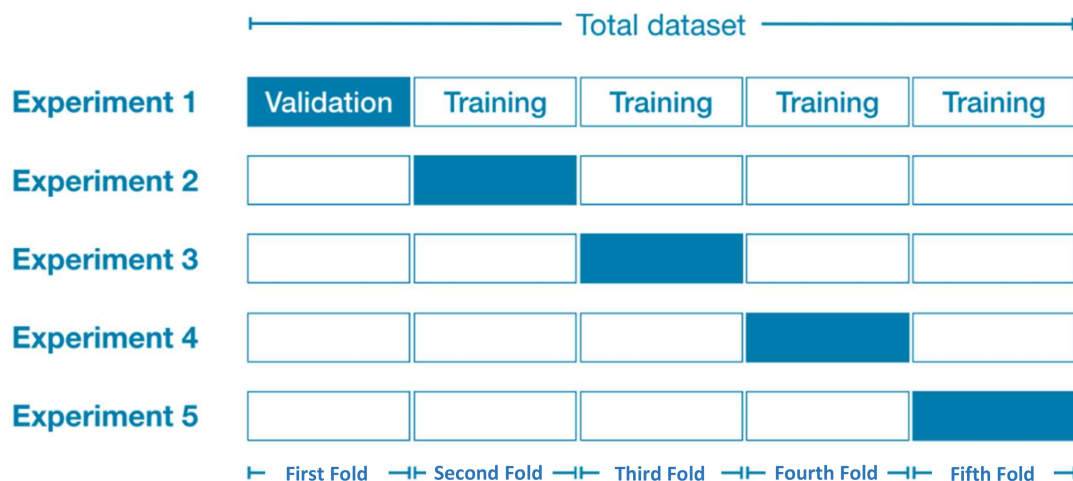 Total dataset
Experiment 1 Validation Training Training Training Training
Experiment 2
Experiment 3
Experiment 4
Experiment 5
First Fold Second Fold Third Fold Fourth Fold Fifth Fold